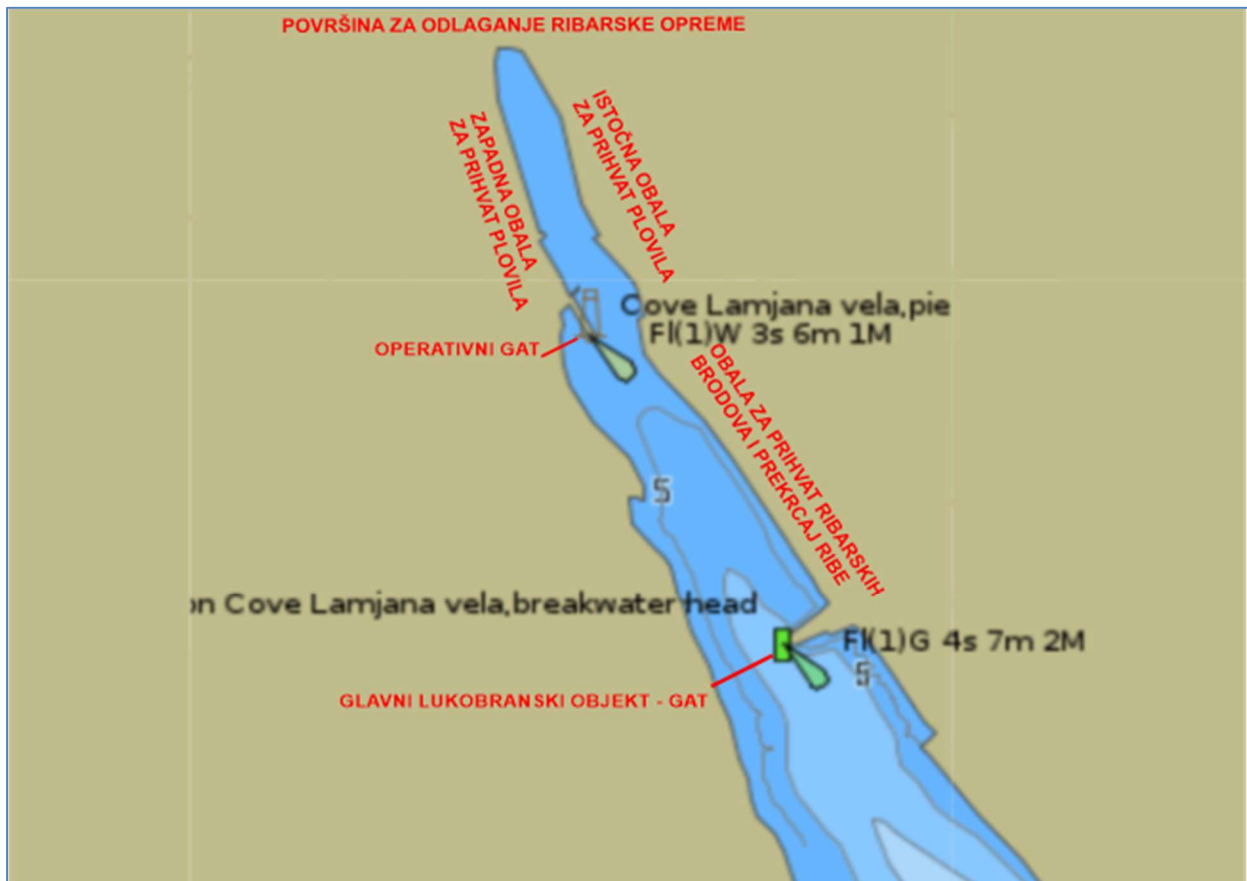 POVRŠINA ZA ODLAGANJE RIBARSKE OPREME
ZAPADNA OBALA
ZA PRIHVAT PLOVILA
ISTOČNA OBALA
ZA PRIHVAT PLOVILA
Cove Lamjana vela,pie
Fl(1)W 3s 6m 1M
OPERATIVNI GAT
OBALA ZA PRIHVAT RIBARSKIH
BRODOVA I PREKRCAJ RIBE
5
on Cove Lamjana vela,breakwater head
Fl(1)G 4s 7m 2M
5
GLAVNI LUKOBRANSKI OBJEKT - GAT